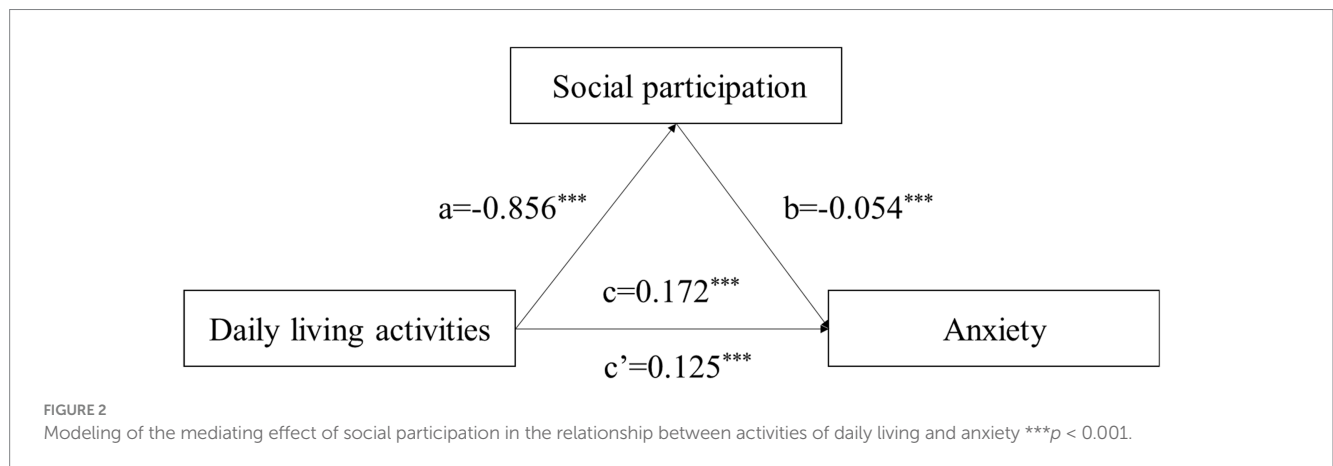 Social participation
a=-0.856***
b=-0.054***
c=0.172***
Daily living activities
Anxiety
c’=0.125***
FIGURE 2
Modeling of the mediating effect of social participation in the relationship between activities of daily living and anxiety ***p < 0.001.